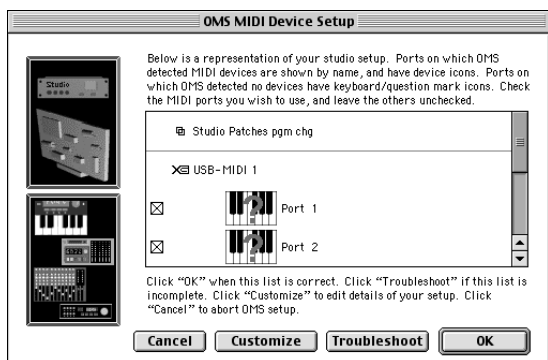 OMS MIDI Device Setup
Below is a representation of your studio setup. Ports on which OMS
detected MIDI devices are shown by name, and have device icons. Ports on
which OMS detected no devices have keyboard/question mark icons. Check
the MIDI ports you wish to use, and leave the others unchecked.
Studio
Studio Patches pgm chg
USB-MIDI 1
? Port 1
? Port 2
Click “OK” when this list is correct. Click “Troubleshoot” if this list is
incomplete. Click “Customize” to edit details of your setup. Click
“Cancel” to abort OMS setup.
Cancel Customize Troubleshoot OK